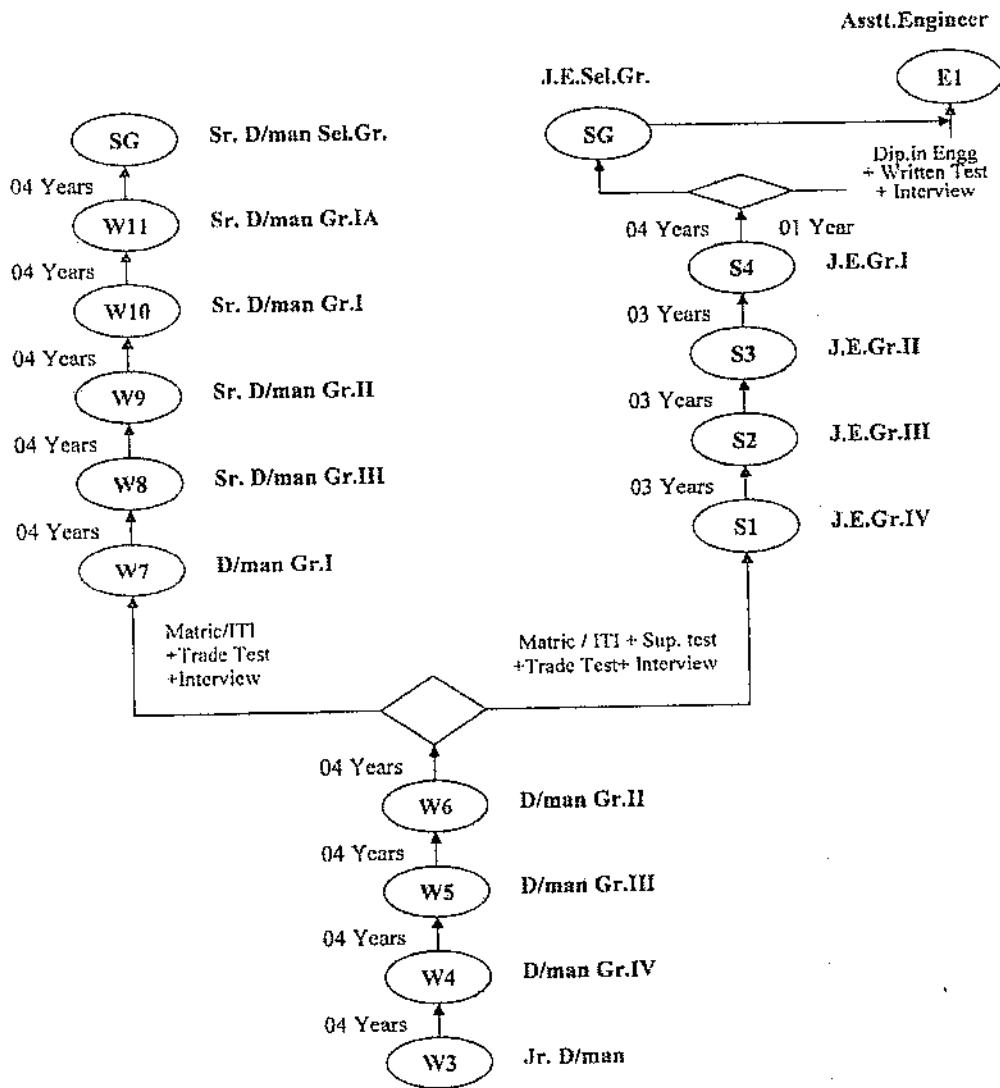 Asstt.Engineer
E1
J.E.Sel.Gr.
SG
SG
Sr. D/man Sel.Gr.
Dip.in Engg
+ Written Test
+ Interview
04 Years
W11
Sr. D/man Gr.IA
04 Years
01 Year
S4
J.E.Gr.I
04 Years
W10
Sr. D/man Gr.I
03 Years
S3
J.E.Gr.II
04 Years
W9
Sr. D/man Gr.II
03 Years
S2
J.E.Gr.III
04 Years
W8
Sr. D/man Gr.III
03 Years
S1
J.E.Gr.IV
04 Years
W7
D/man Gr.I
Matric/ITI
+Trade Test
+Interview
Matric / ITI + Sup. test
+Trade Test+ Interview
04 Years
W6
D/man Gr.II
04 Years
W5
D/man Gr.III
04 Years
W4
D/man Gr.IV
04 Years
W3
Jr. D/man